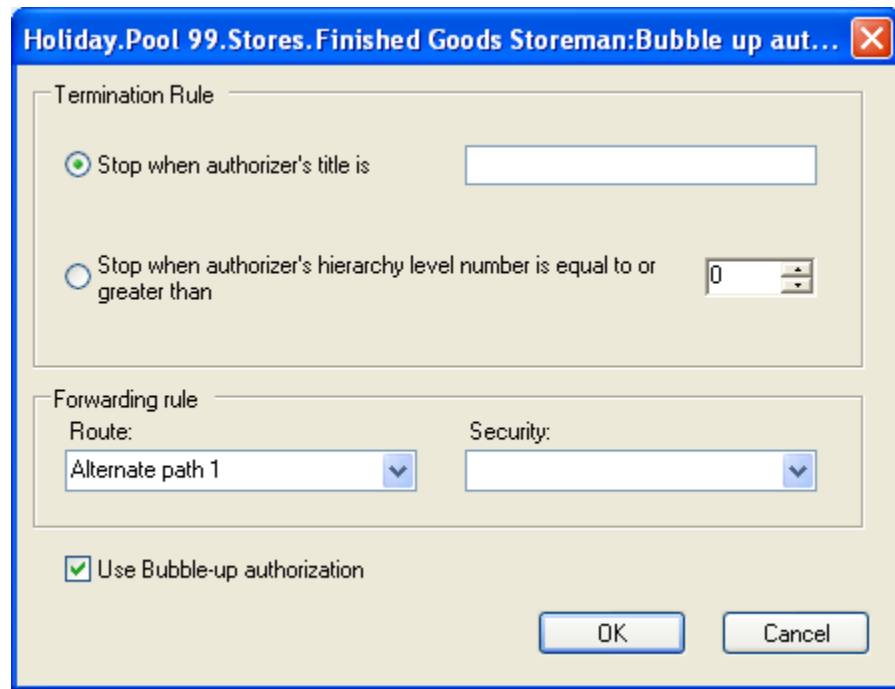 Holiday.Pool 99.Stores.Finished Goods Storeman:Bubble up aut...
Termination Rule
Stop when authorizer's title is
Stop when authorizer's hierarchy level number is equal to or
greater than
0
Forwarding rule
Route:
Security:
Alternate path 1
Use Bubble-up authorization
OK
Cancel